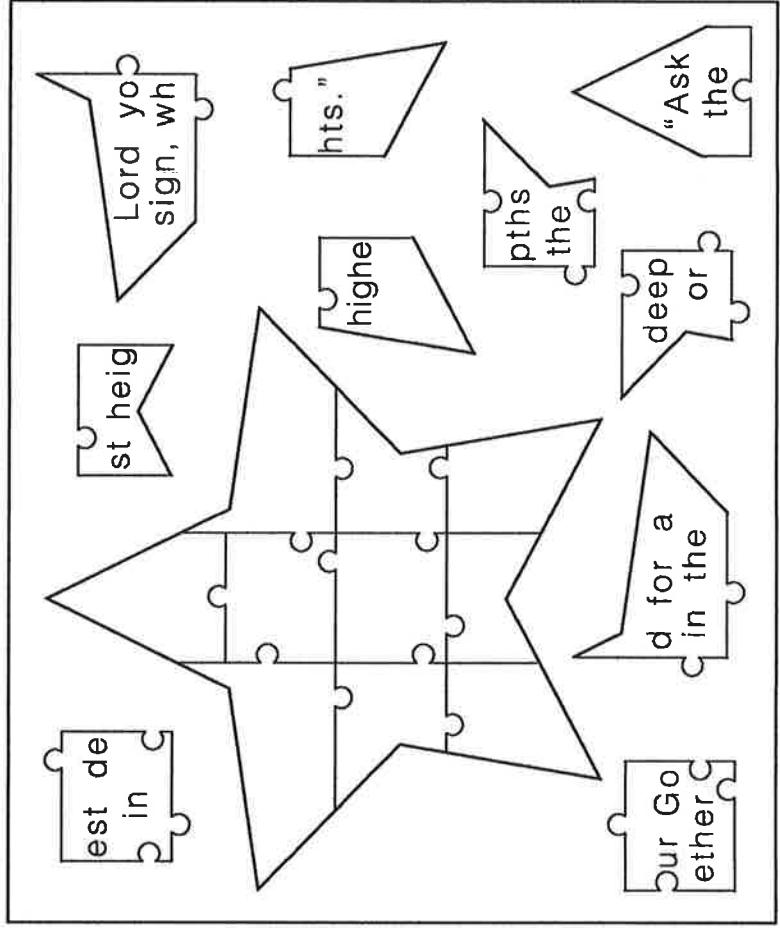 est de
in
st heig
Lord yo
sign, wh
highe
hts."
pths
the
ur Go
ether
d for a
in the
deep
or
"Ask
the